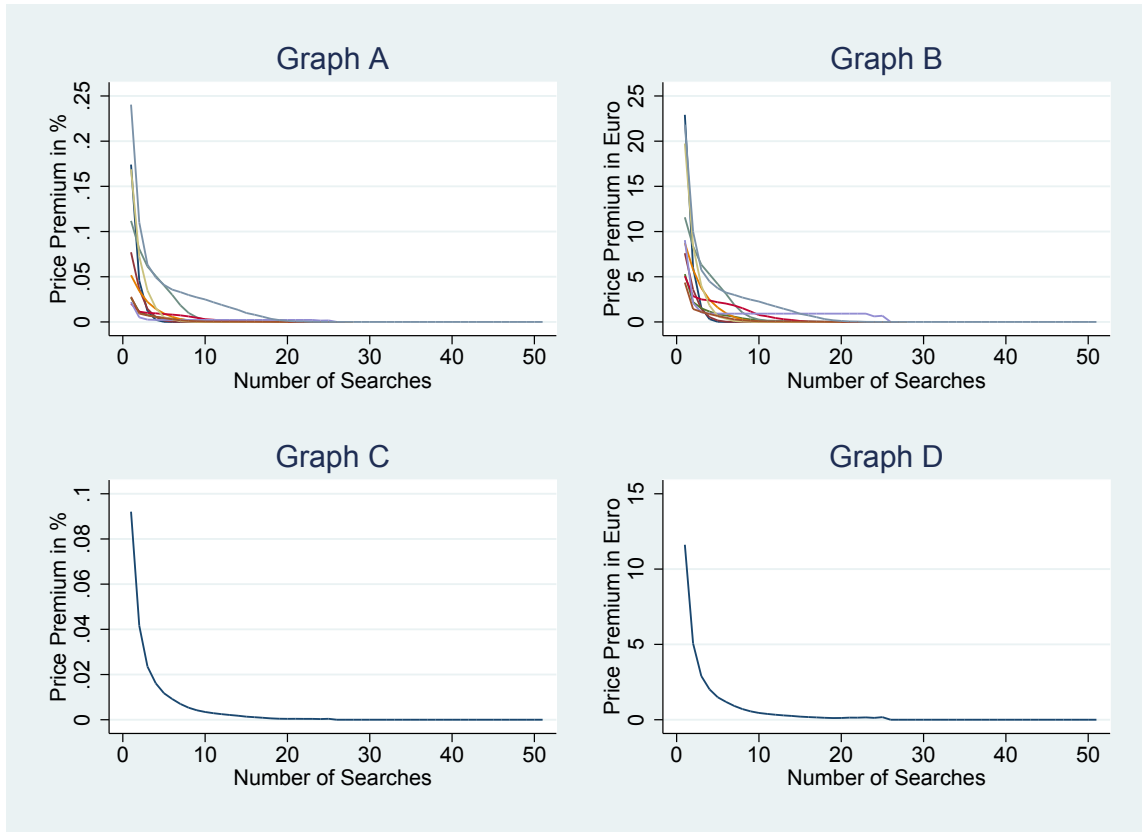 Graph A
Price Premium in %
.25
.2
.15
.1
.05
0
0 10 20 30 40 50
Number of Searches
Graph B
Price Premium in Euro
25
20
15
10
5
0
0 10 20 30 40 50
Number of Searches
Graph C
Price Premium in %
.1
.08
.06
.04
.02
0
0 10 20 30 40 50
Number of Searches
Graph D
Price Premium in Euro
15
10
5
0
0 10 20 30 40 50
Number of Searches